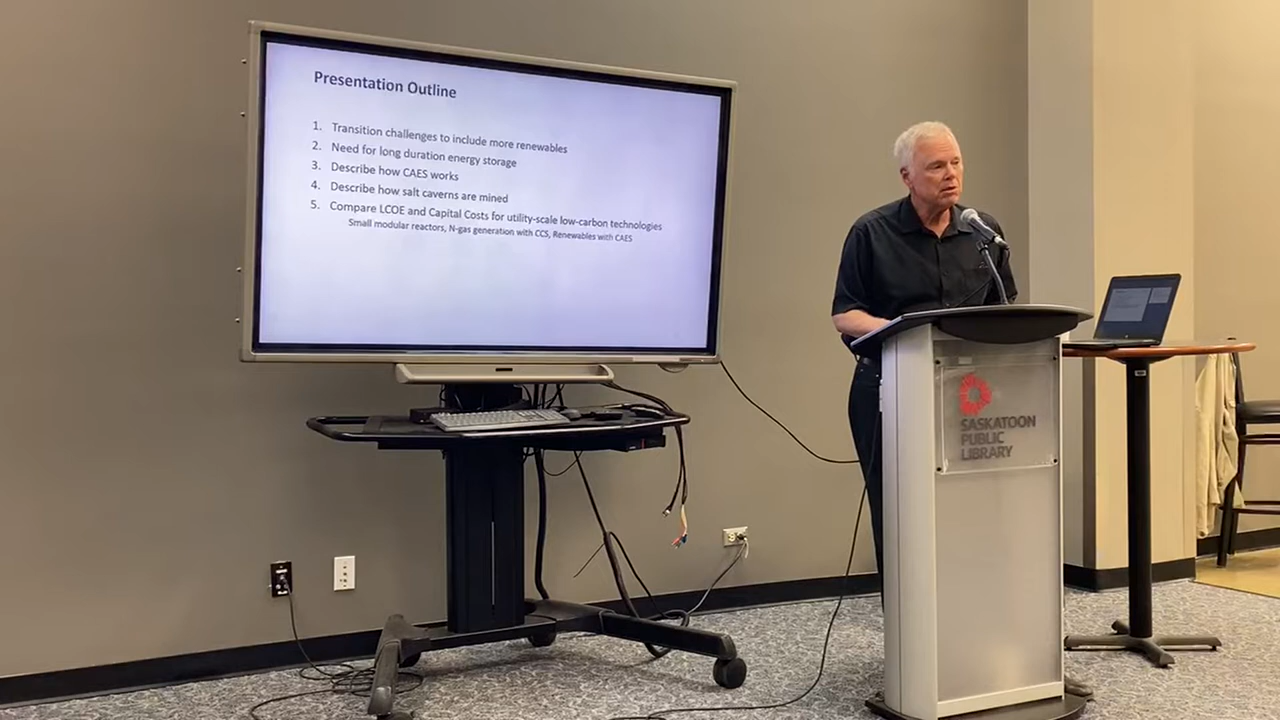 Presentation Outline
1. Transition challenges to include more renewables
2. Need for long duration energy storage
3. Describe how CAES works
4. Describe how salt caverns are mined
5. Compare LCOE and Capital Costs for utility-scale low-carbon technologies
Small modular reactors, N-gas generation with CCS, Renewables with CAES
SASKATOON
PUBLIC
LIBRARY